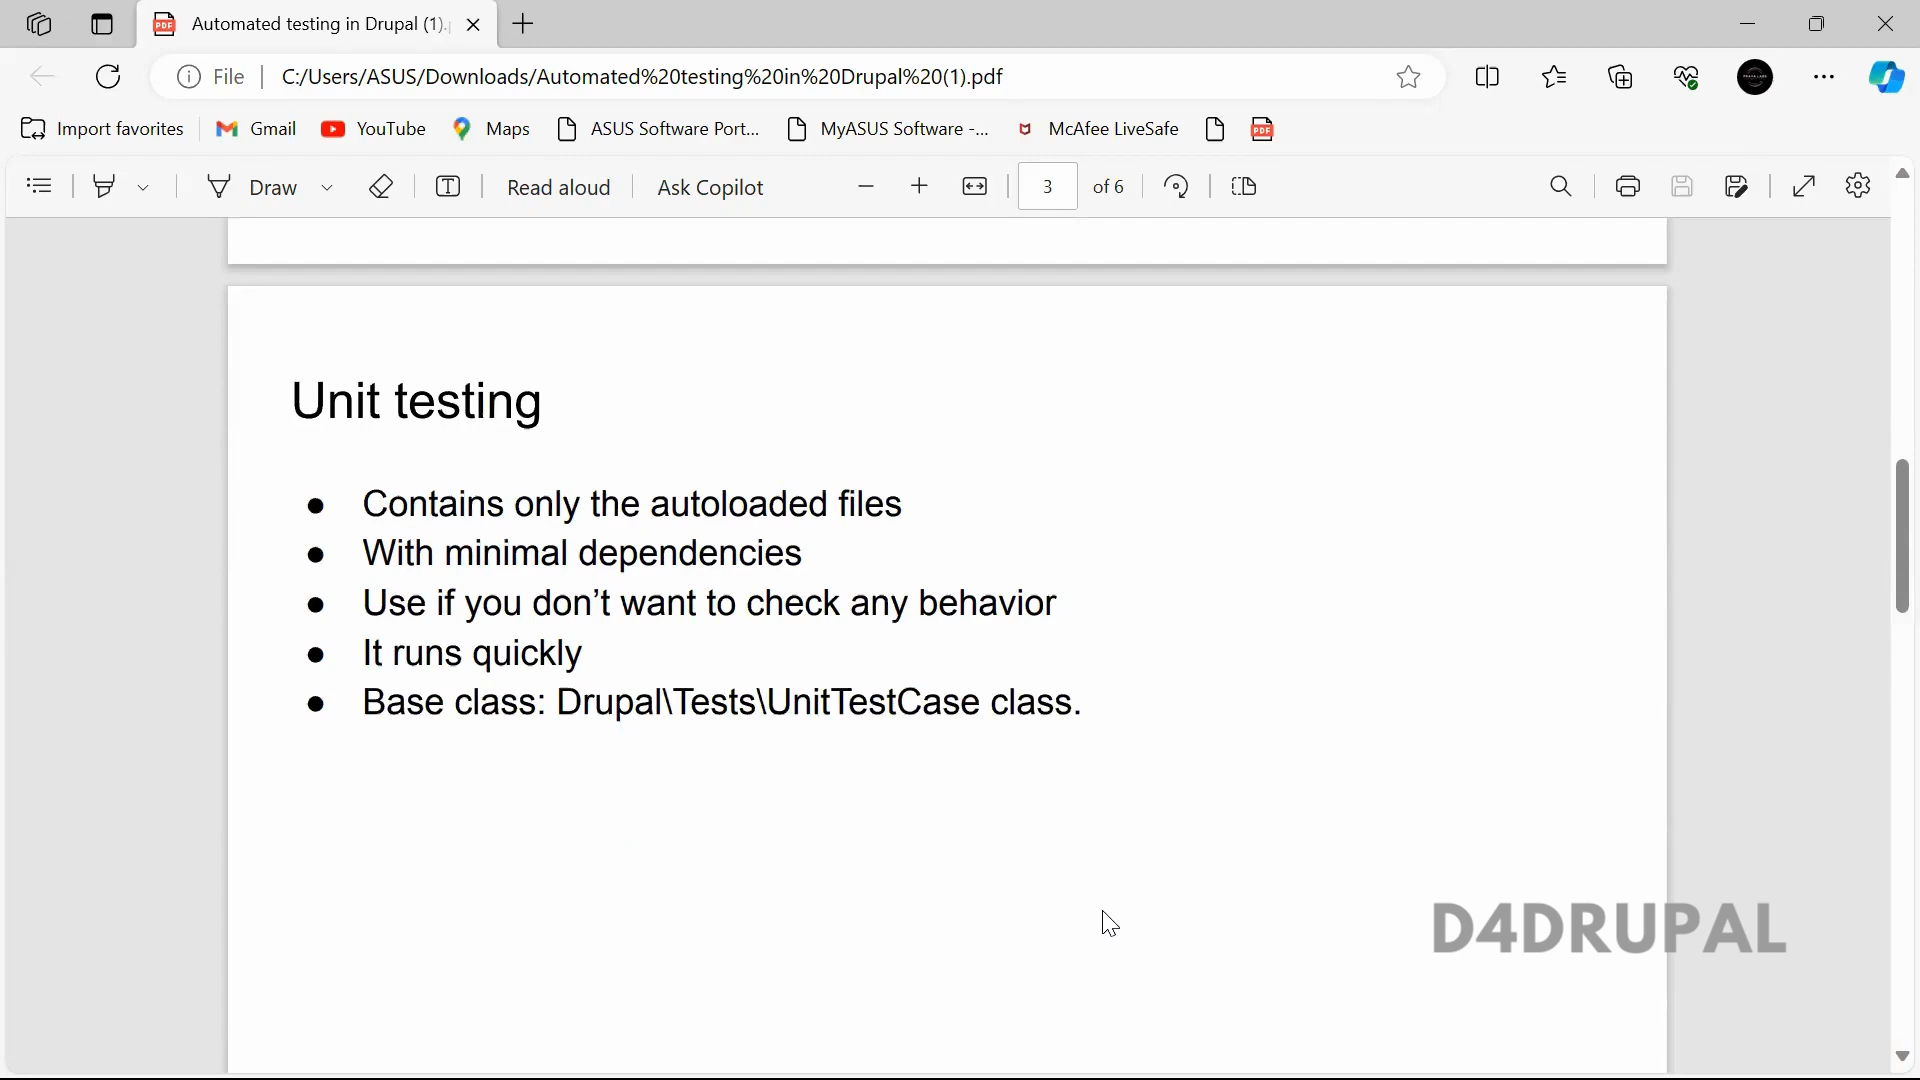 Automated testing in Drupal (1).
File
C:/Users/ASUS/Downloads/Automated%20testing%20in%20Drupal%20(1).pdf
Import favorites
Gmail
YouTube
Maps
ASUS Software Port...
MyASUS Software -...
McAfee LiveSafe
PDF
Draw
Read aloud
Ask Copilot
3 of 6
Unit testing
● Contains only the autoloaded files
● With minimal dependencies
● Use if you don’t want to check any behavior
● It runs quickly
● Base class: Drupal\Tests\UnitTestCase class.
D4DRUPAL